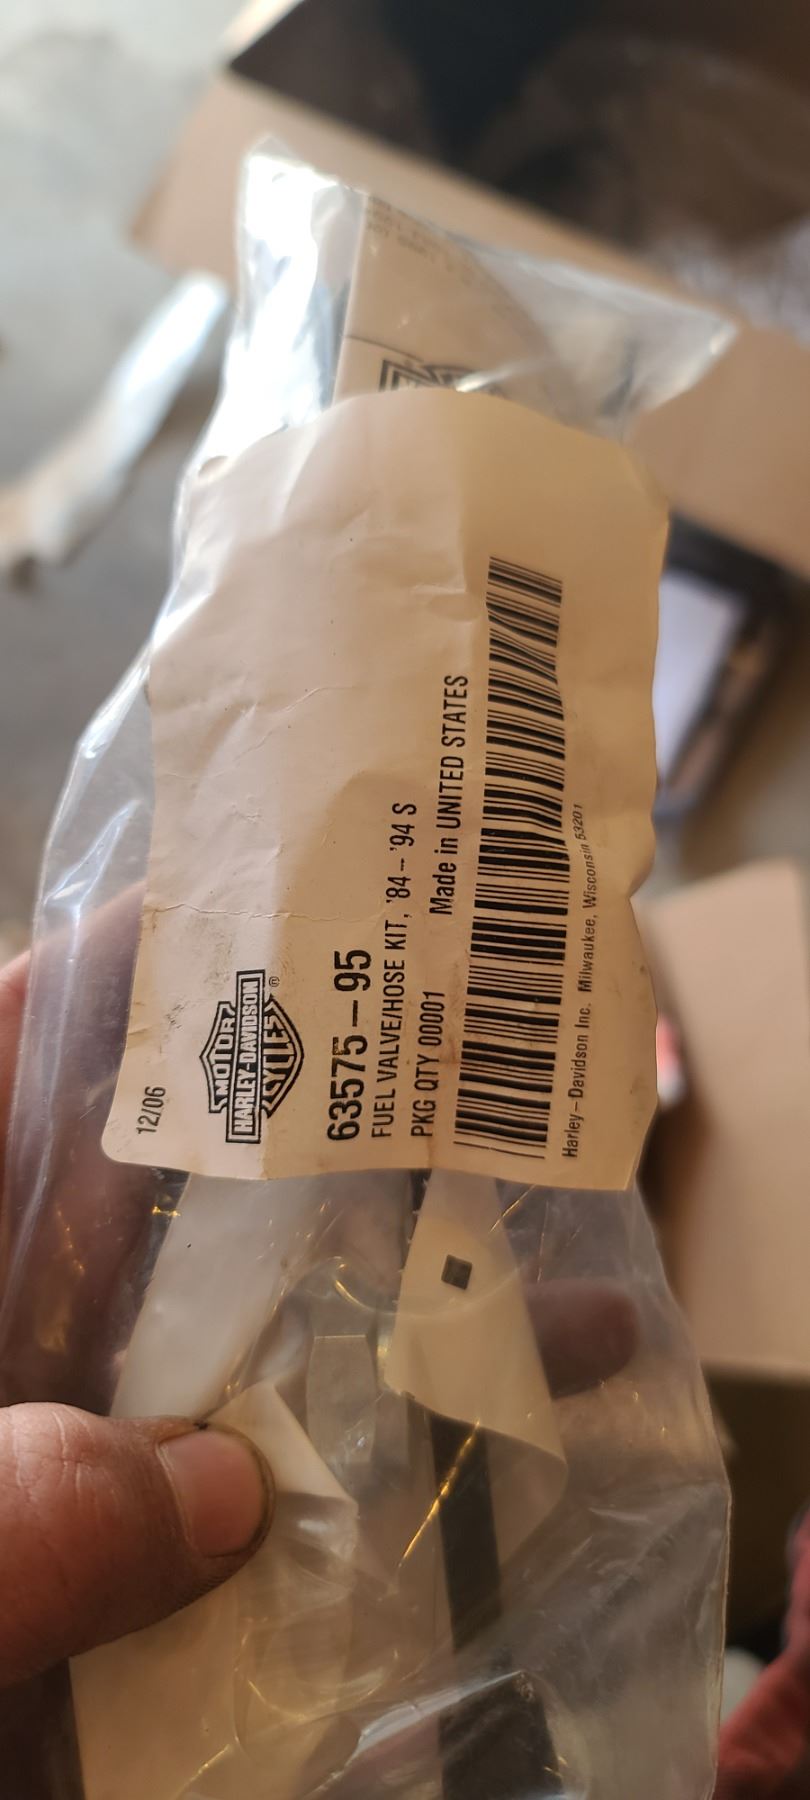 12/06
MOTOR
HARLEY-DAVIDSON
CYCLES
®
63575-95
FUEL VALVE/HOSE KIT, '84-'94 S
PKG QTY 00001 Made in UNITED STATES
Harley-Davidson Inc. Milwaukee, Wisconsin 53201